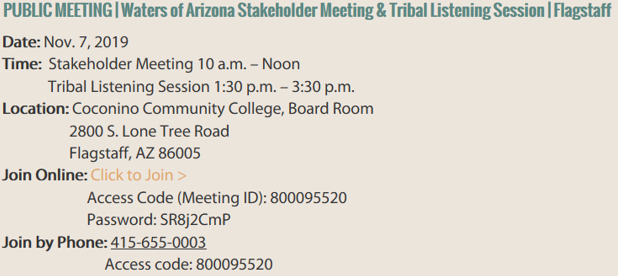 PUBLIC MEETING | Waters of Arizona Stakeholder Meeting & Tribal Listening Session | Flagstaff
Date: Nov. 7, 2019
Time: Stakeholder Meeting 10 a.m. – Noon
Tribal Listening Session 1:30 p.m. – 3:30 p.m.
Location: Coconino Community College, Board Room
2800 S. Lone Tree Road
Flagstaff, AZ 86005
Join Online: Click to Join >
Access Code (Meeting ID): 800095520
Password: SR8j2CmP
Join by Phone: 415-655-0003
Access code: 800095520